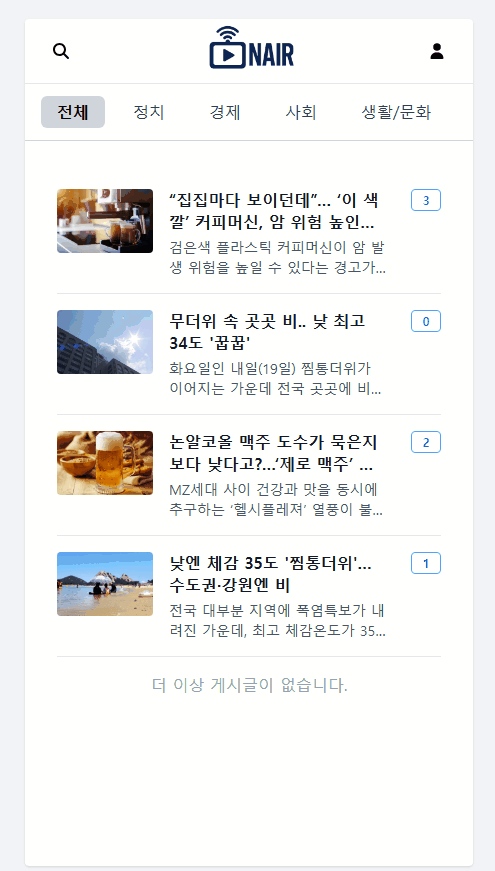 ONAIR
전체 정치 경제 사회 생활/문화
“집집마다 보이던데”… ‘이 색
깔’ 커피머신, 암 위험 높인...
검은색 플라스틱 커피머신이 암 발
생 위험을 높일 수 있다는 경고가...
3
무더위 속 곳곳 비.. 낮 최고
34도 '꿉꿉'
화요일인 내일(19일) 찜통더위가
이어지는 가운데 전국 곳곳에 비...
0
논알코올 맥주 도수가 묵은지
보다 낮다고?…‘제로 맥주’ ...
MZ세대 사이 건강과 맛을 동시에
추구하는 ‘헬시플레져’ 열풍이 불...
2
낮엔 체감 35도 '찜통더위'...
수도권·강원엔 비
전국 대부분 지역에 폭염특보가 내
려진 가운데, 최고 체감온도가 35...
1
더 이상 게시글이 없습니다.